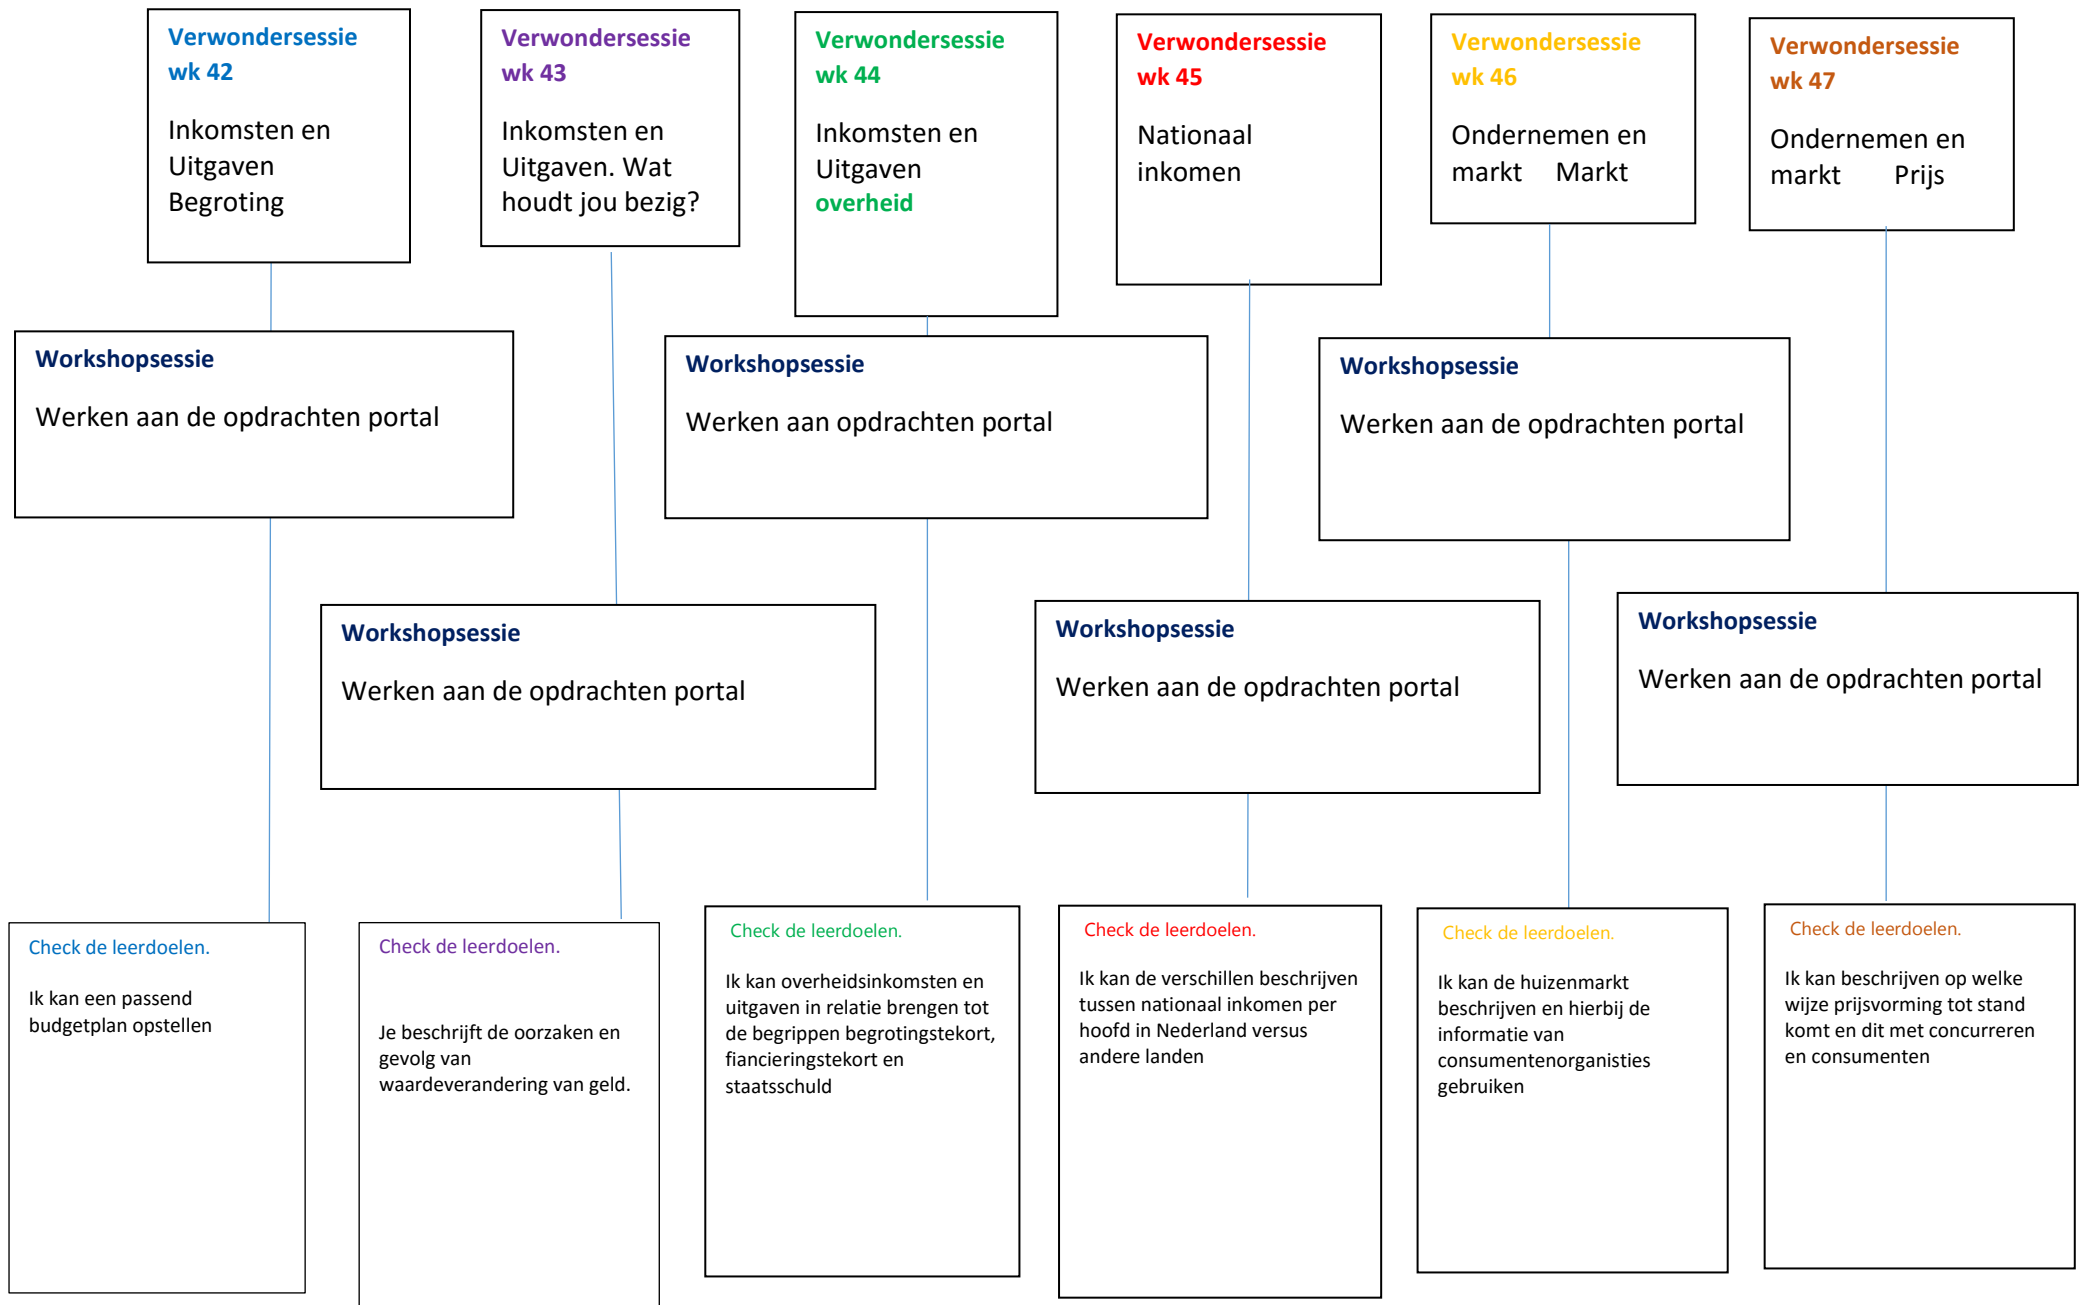 Verwondersessie
wk 42
Inkomsten en
Uitgaven
Begroting
Verwondersessie
wk 43
Inkomsten en
Uitgaven. Wat
houdt jou bezig?
Verwondersessie
wk 44
Inkomsten en
Uitgaven
overheid
Verwondersessie
wk 45
Nationaal
inkomen
Verwondersessie
wk 46
Ondernemen en
markt Markt
Verwondersessie
wk 47
Ondernemen en
markt Prijs
Workshopsessie
Werken aan de opdrachten portal
Workshopsessie
Werken aan opdrachten portal
Workshopsessie
Werken aan de opdrachten portal
Workshopsessie
Werken aan de opdrachten portal
Workshopsessie
Werken aan de opdrachten portal
Workshopsessie
Werken aan de opdrachten portal
Check de leerdoelen.
Ik kan een passend
budgetplan opstellen
Check de leerdoelen.
Je beschrijft de oorzaken en
gevolg van
waardeverandering van geld.
Check de leerdoelen.
Ik kan overheidsinkomsten en
uitgaven in relatie brengen tot
de begrippen begrotingstekort,
fiancieringstekort en
staatsschuld
Check de leerdoelen.
Ik kan de verschillen beschrijven
tussen nationaal inkomen per
hoofd in Nederland versus
andere landen
Check de leerdoelen.
Ik kan de huizenmarkt
beschrijven en hierbij de
informatie van
consumentenorganisties
gebruiken
Check de leerdoelen.
Ik kan beschrijven op welke
wijze prijsvorming tot stand
komt en dit met concurreren
en consumenten